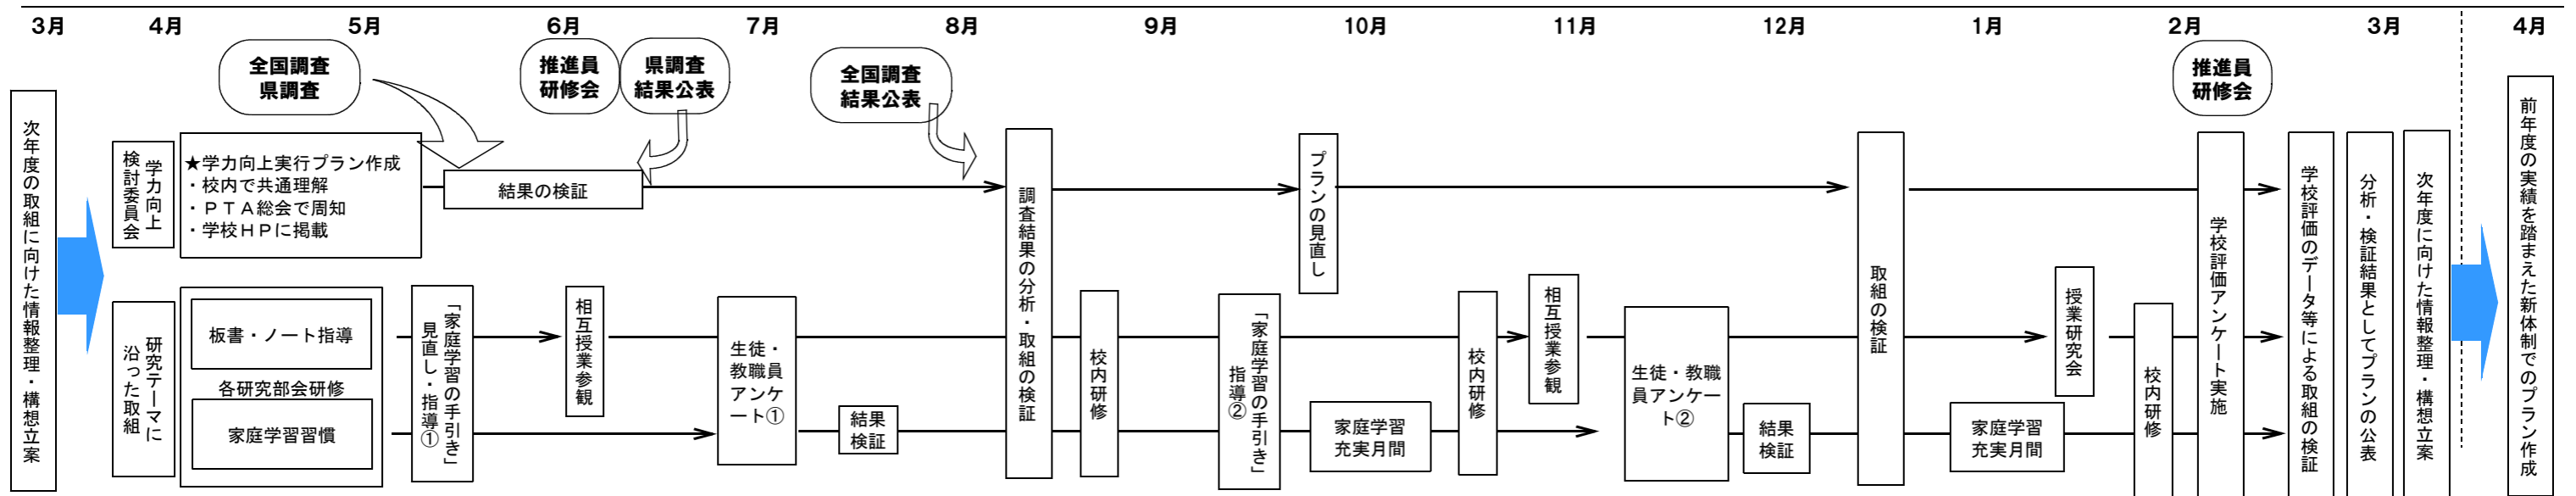 3月
4月
5月
6月
7月
8月
9月
10月
11月
12月
1月
2月
3月
4月
全国調査
県調査
推進員
研修会
県調査
結果公表
全国調査
結果公表
推進員
研修会
次年度の取組に向けた情報整理・構想立案
学力向上
検討委員会
★学力向上実行プラン作成
・校内で共通理解
・ＰＴＡ総会で周知
・学校ＨＰに掲載
結果の検証
研究テーマに
沿った取組
板書・ノート指導
各研究部会研修
家庭学習習慣
「家庭学習の手引き」
見直し・指導①
相互授業参観
生徒・
教職員
アンケ
ート①
結果
検証
調査結果の分析・取組の検証
校内研修
「家庭学習の手引き」
指導②
プランの見直し
家庭学習
充実月間
校内研修
相互授業参観
生徒・教職
員アンケー
ト②
結果
検証
取組の検証
家庭学習
充実月間
授業研究会
校内研修
学校評価アンケート実施
学校評価のデータ等による取組の検証
分析・検証結果としてプランの公表
次年度に向けた情報整理・構想立案
前年度の実績を踏まえた新体制でのプラン作成